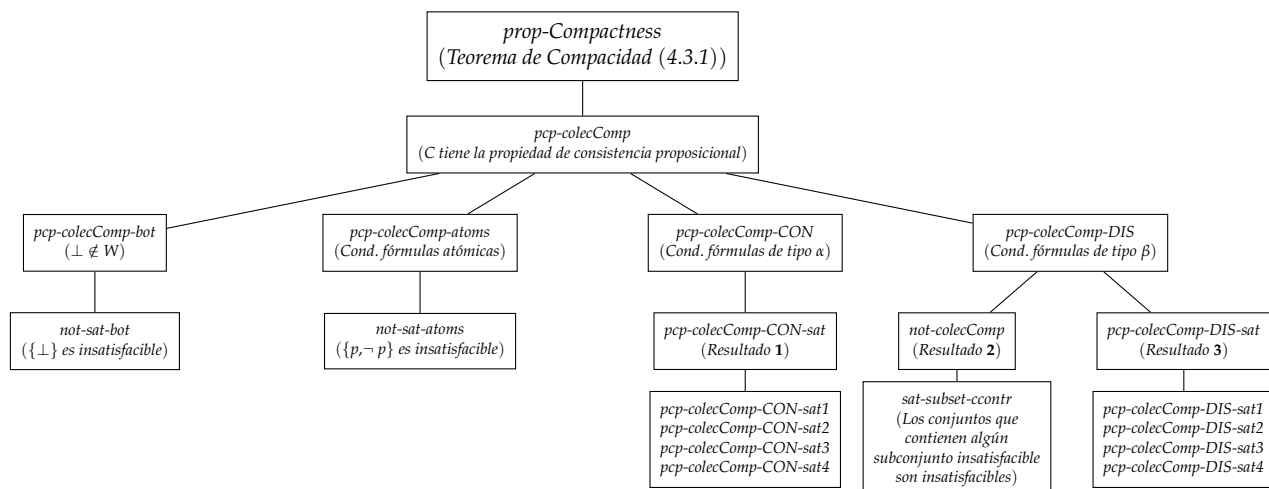 prop-Compactness
(Teorema de Compacidad (4.3.1))
pcp-colecComp
(C tiene la propiedad de consistencia proposicional)
pcp-colecComp-bot
(⊥ ∉ W)
pcp-colecComp-atoms
(Cond. fórmulas atómicas)
pcp-colecComp-CON
(Cond. fórmulas de tipo α)
pcp-colecComp-DIS
(Cond. fórmulas de tipo β)
not-sat-bot
({⊥} es insatisfacible)
not-sat-atoms
({p,¬ p} es insatisfacible)
pcp-colecComp-CON-sat
(Resultado 1)
not-colecComp
(Resultado 2)
pcp-colecComp-DIS-sat
(Resultado 3)
pcp-colecComp-CON-sat1
pcp-colecComp-CON-sat2
pcp-colecComp-CON-sat3
pcp-colecComp-CON-sat4
sat-subset-ccontr
(Los conjuntos que
contienen algún
subconjunto insatisfacible
son insatisfacibles)
pcp-colecComp-DIS-sat1
pcp-colecComp-DIS-sat2
pcp-colecComp-DIS-sat3
pcp-colecComp-DIS-sat4